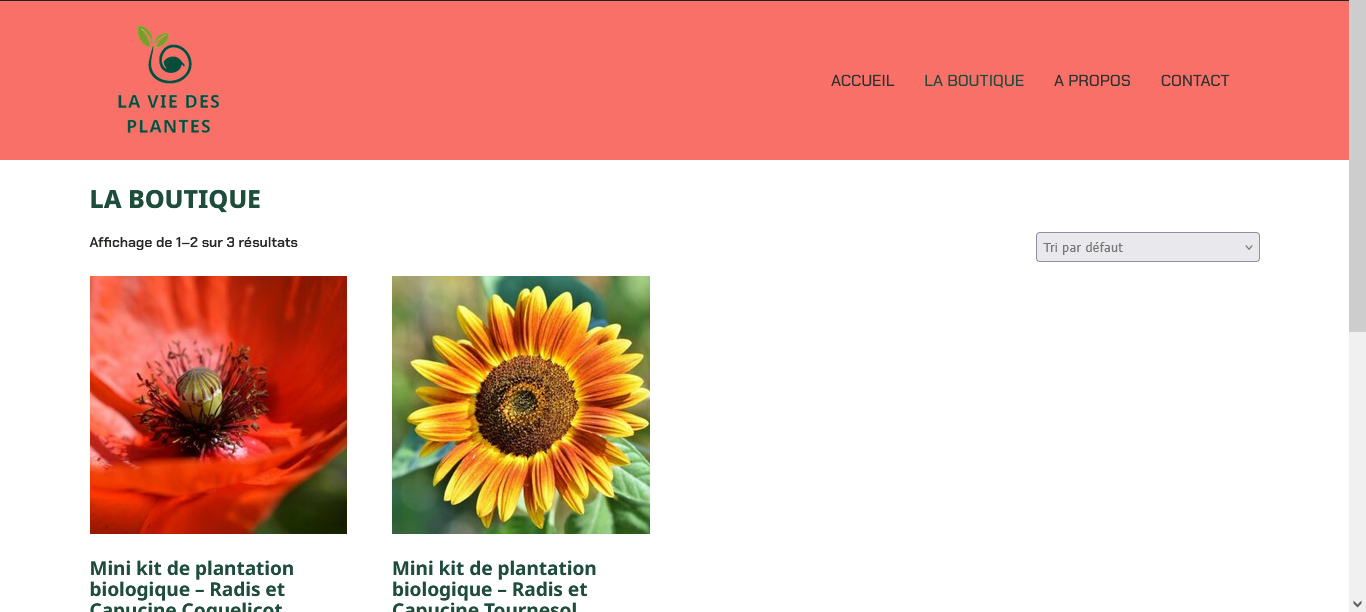 LA VIE DES
PLANTES
ACCUEIL LA BOUTIQUE A PROPOS CONTACT
LA BOUTIQUE
Affichage de 1–2 sur 3 résultats
Tri par défaut
Mini kit de plantation
biologique – Radis et
Capucine Coquelicot
Mini kit de plantation
biologique – Radis et
Capucine Tournesol